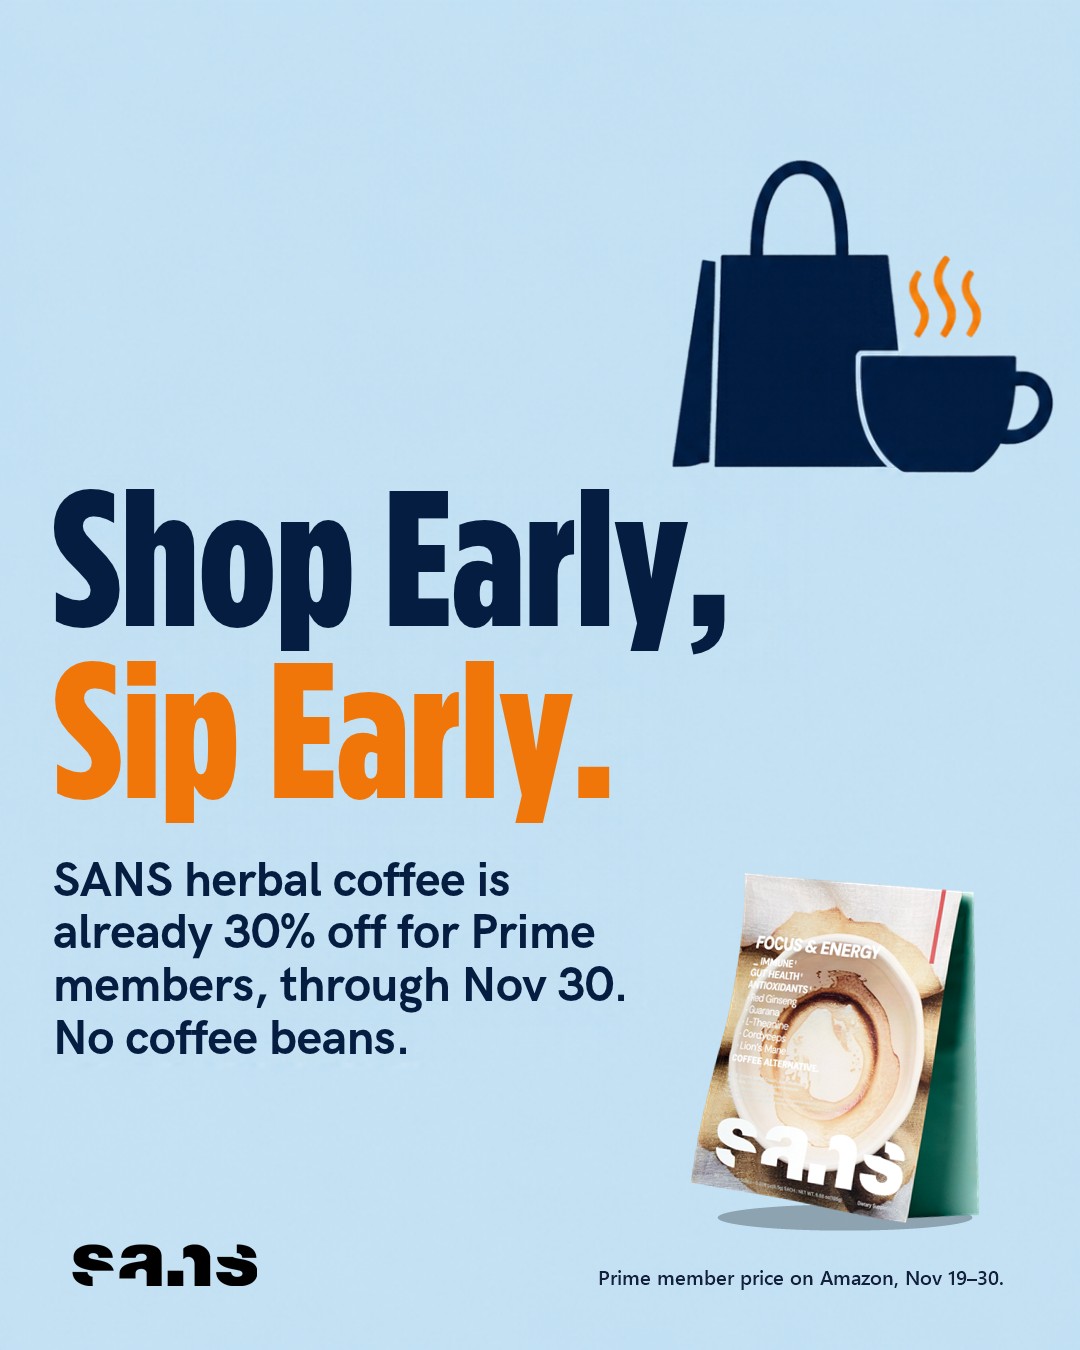 Shop Early,
Sip Early.
SANS herbal coffee is
already 30% off for Prime
members, through Nov 30.
No coffee beans.
FOCUS & ENERGY
IMMUNE
GUT HEALTH
ANTIOXIDANTS
Red Ginseng
Guarana
L-Theanine
Cordyceps
Lion's Mane
COFFEE ALTERNATIVE
sans
sans
Prime member price on Amazon, Nov 19–30.